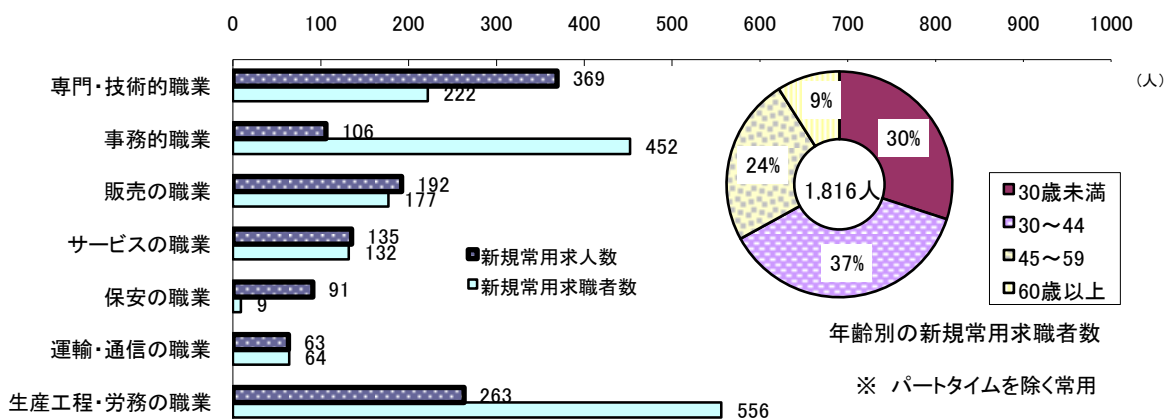 0 100 200 300 400 500 600 700 800 900 1000
(人)
専門・技術的職業 369
222
事務的職業 106
452
販売の職業 192
177
サービスの職業 135
132
保安の職業 91
9
運輸・通信の職業 63
64
生産工程・労務の職業 263
556
新規常用求人数
新規常用求職者数
9%
30%
24%
1,816人
37%
30歳未満
30～44
45～59
60歳以上
年齢別の新規常用求職者数
※ パートタイムを除く常用